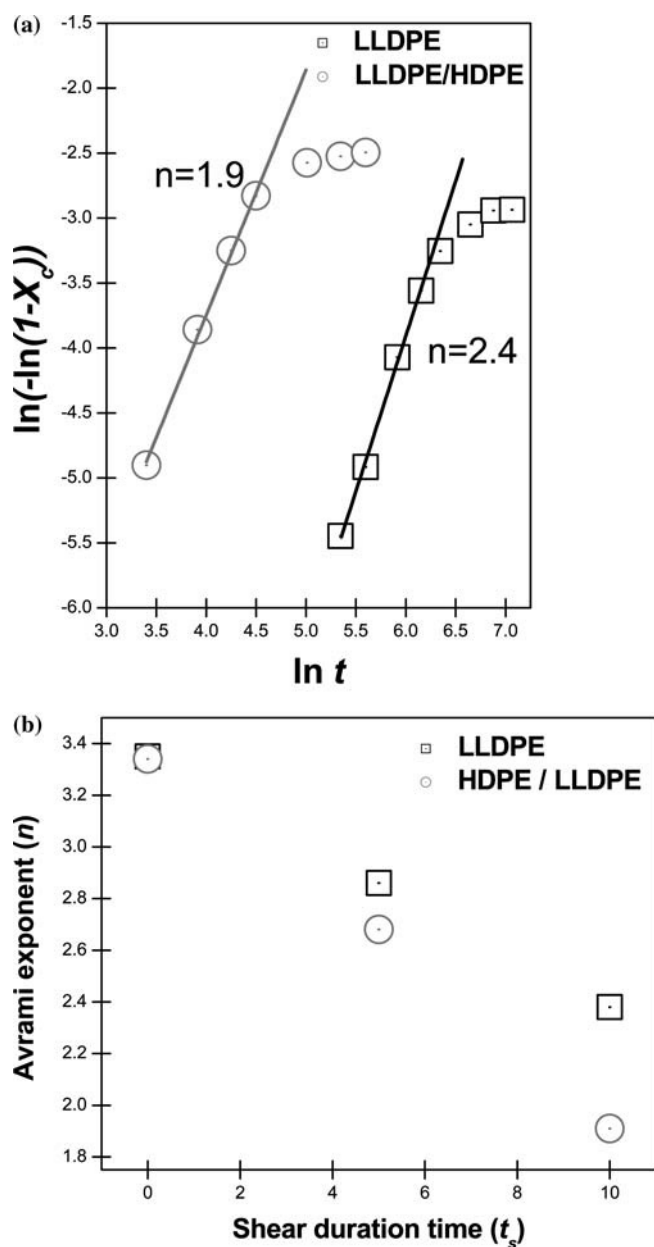 (a)
LLDPE
LLDPE/HDPE
n=1.9
n=2.4
ln(-ln(1-X_c))
-1.5
-2.0
-2.5
-3.0
-3.5
-4.0
-4.5
-5.0
-5.5
-6.0
3.0 3.5 4.0 4.5 5.0 5.5 6.0 6.5 7.0
ln t
(b)
LLDPE
HDPE / LLDPE
Avrami exponent (n)
3.4
3.2
3.0
2.8
2.6
2.4
2.2
2.0
1.8
0 2 4 6 8 10
Shear duration time (t_s)